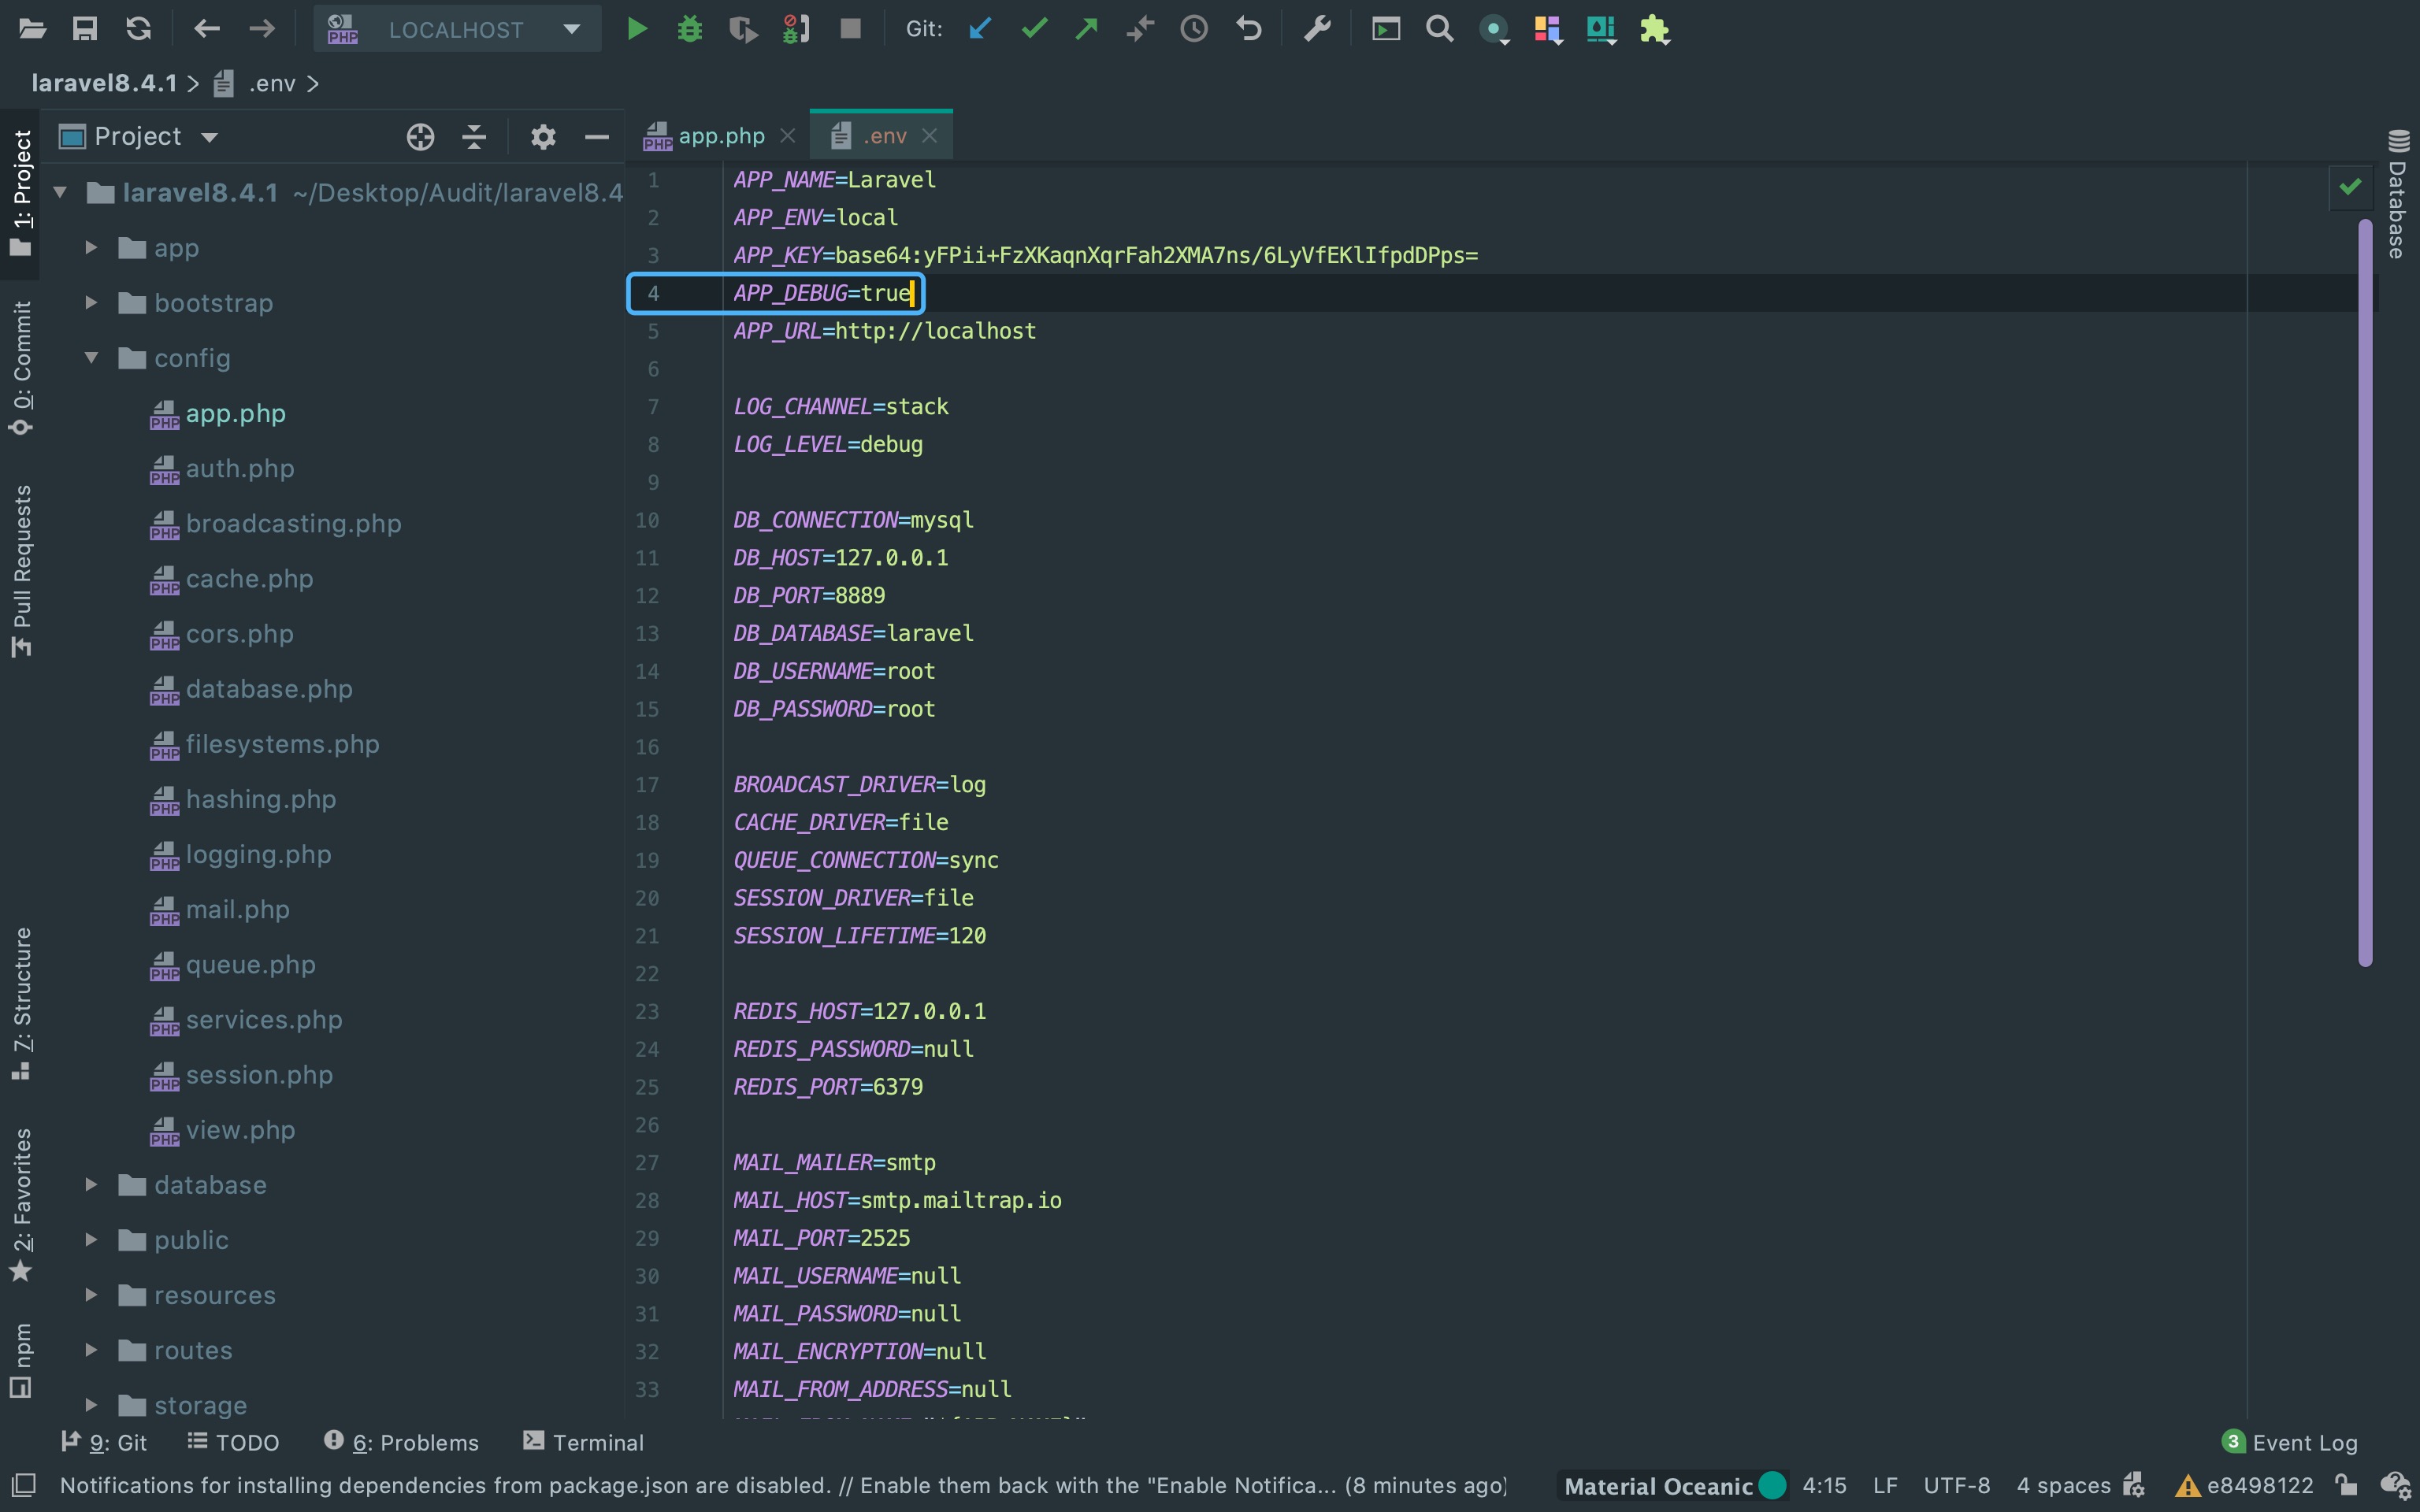 LOCALHOST Git:
laravel8.4.1 .env
Project
app.php .env
1: Project
0: Commit
Pull Requests
7: Structure
2: Favorites
npm
laravel8.4.1 ~/Desktop/Audit/laravel8.4
app
bootstrap
config
app.php
auth.php
broadcasting.php
cache.php
cors.php
database.php
filesystems.php
hashing.php
logging.php
mail.php
queue.php
services.php
session.php
view.php
database
public
resources
routes
storage
1 APP_NAME=Laravel
2 APP_ENV=local
3 APP_KEY=base64:yFPii+FzXKaqnXqrFah2XMA7ns/6LyVfEKlIfpdDPps=
4 APP_DEBUG=true
5 APP_URL=http://localhost
6
7 LOG_CHANNEL=stack
8 LOG_LEVEL=debug
9
10 DB_CONNECTION=mysql
11 DB_HOST=127.0.0.1
12 DB_PORT=8889
13 DB_DATABASE=laravel
14 DB_USERNAME=root
15 DB_PASSWORD=root
16
17 BROADCAST_DRIVER=log
18 CACHE_DRIVER=file
19 QUEUE_CONNECTION=sync
20 SESSION_DRIVER=file
21 SESSION_LIFETIME=120
22
23 REDIS_HOST=127.0.0.1
24 REDIS_PASSWORD=null
25 REDIS_PORT=6379
26
27 MAIL_MAILER=smtp
28 MAIL_HOST=smtp.mailtrap.io
29 MAIL_PORT=2525
30 MAIL_USERNAME=null
31 MAIL_PASSWORD=null
32 MAIL_ENCRYPTION=null
33 MAIL_FROM_ADDRESS=null
Database
9: Git TODO 6: Problems Terminal 3 Event Log
Notifications for installing dependencies from package.json are disabled. // Enable them back with the "Enable Notifica... (8 minutes ago) Material Oceanic 4:15 LF UTF-8 4 spaces e8498122